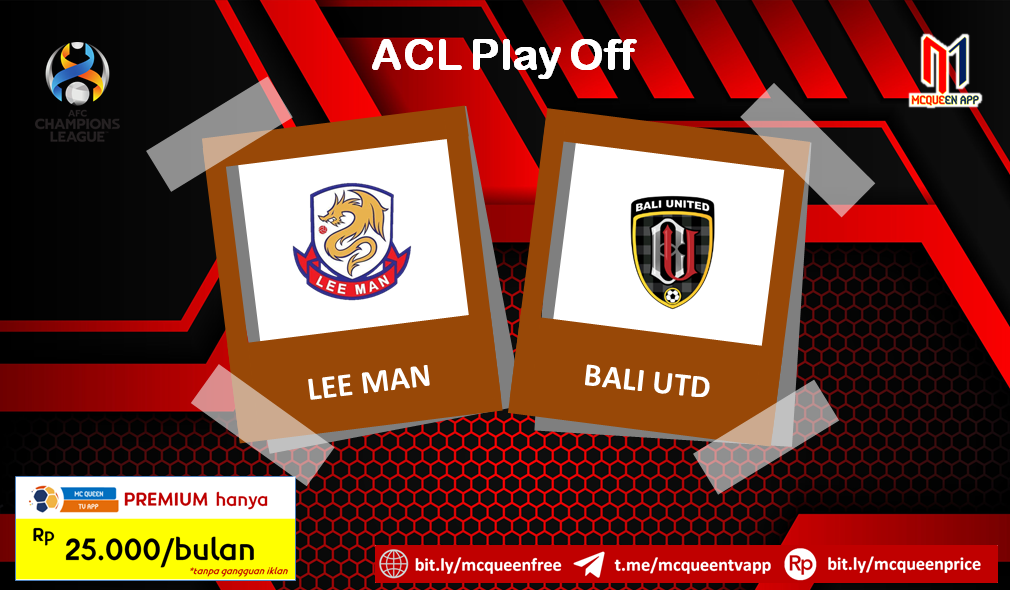 ACL Play Off
AFC
CHAMPIONS
LEAGUE
MCQUEEN APP
LEE MAN
BALI UNITED
LEE MAN
BALI UTD
MC QUEEN
TV APP
PREMIUM hanya
Rp 25.000/bulan
*tanpa gangguan iklan
bit.ly/mcqueenfree
t.me/mcqueentvapp
Rp
bit.ly/mcqueenprice